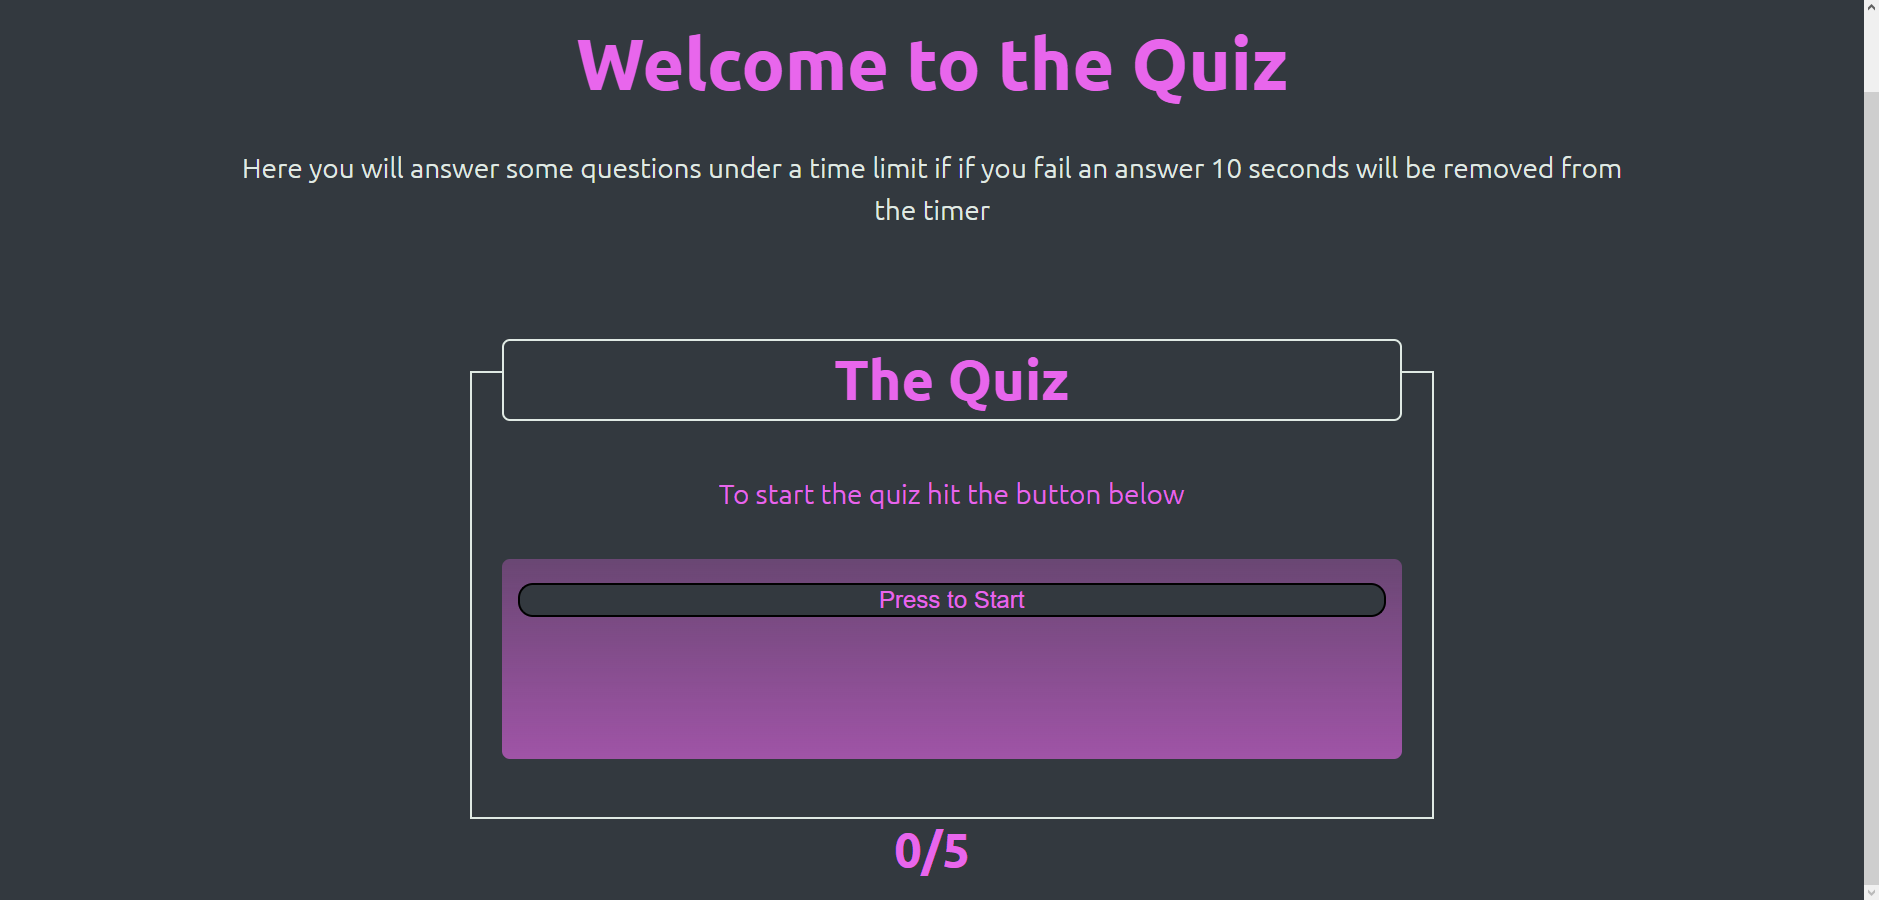 Welcome to the Quiz
Here you will answer some questions under a time limit if if you fail an answer 10 seconds will be removed from
the timer
The Quiz
To start the quiz hit the button below
Press to Start
0/5